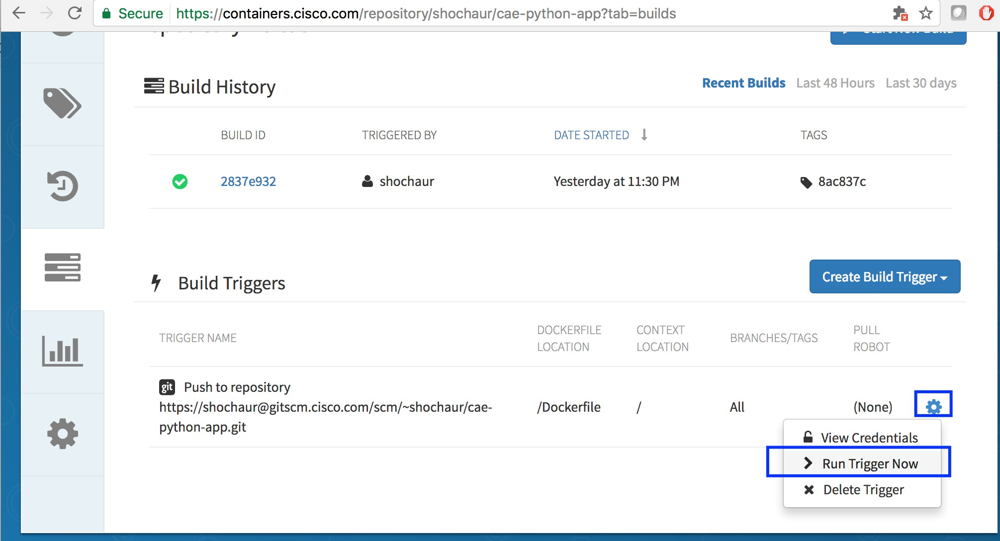 Secure https://containers.cisco.com/repository/shochaur/cae-python-app?tab=builds
Start New Build
Build History
Recent Builds Last 48 Hours Last 30 days
BUILD ID TRIGGERED BY DATE STARTED TAGS
2837e932 shochaur Yesterday at 11:30 PM 8ac837c
Build Triggers
Create Build Trigger
TRIGGER NAME DOCKERFILE LOCATION CONTEXT LOCATION BRANCHES/TAGS PULL ROBOT
git Push to repository
https://shochaur@gitscm.cisco.com/scm/~shochaur/cae- /Dockerfile / All (None)
python-app.git
View Credentials
Run Trigger Now
Delete Trigger